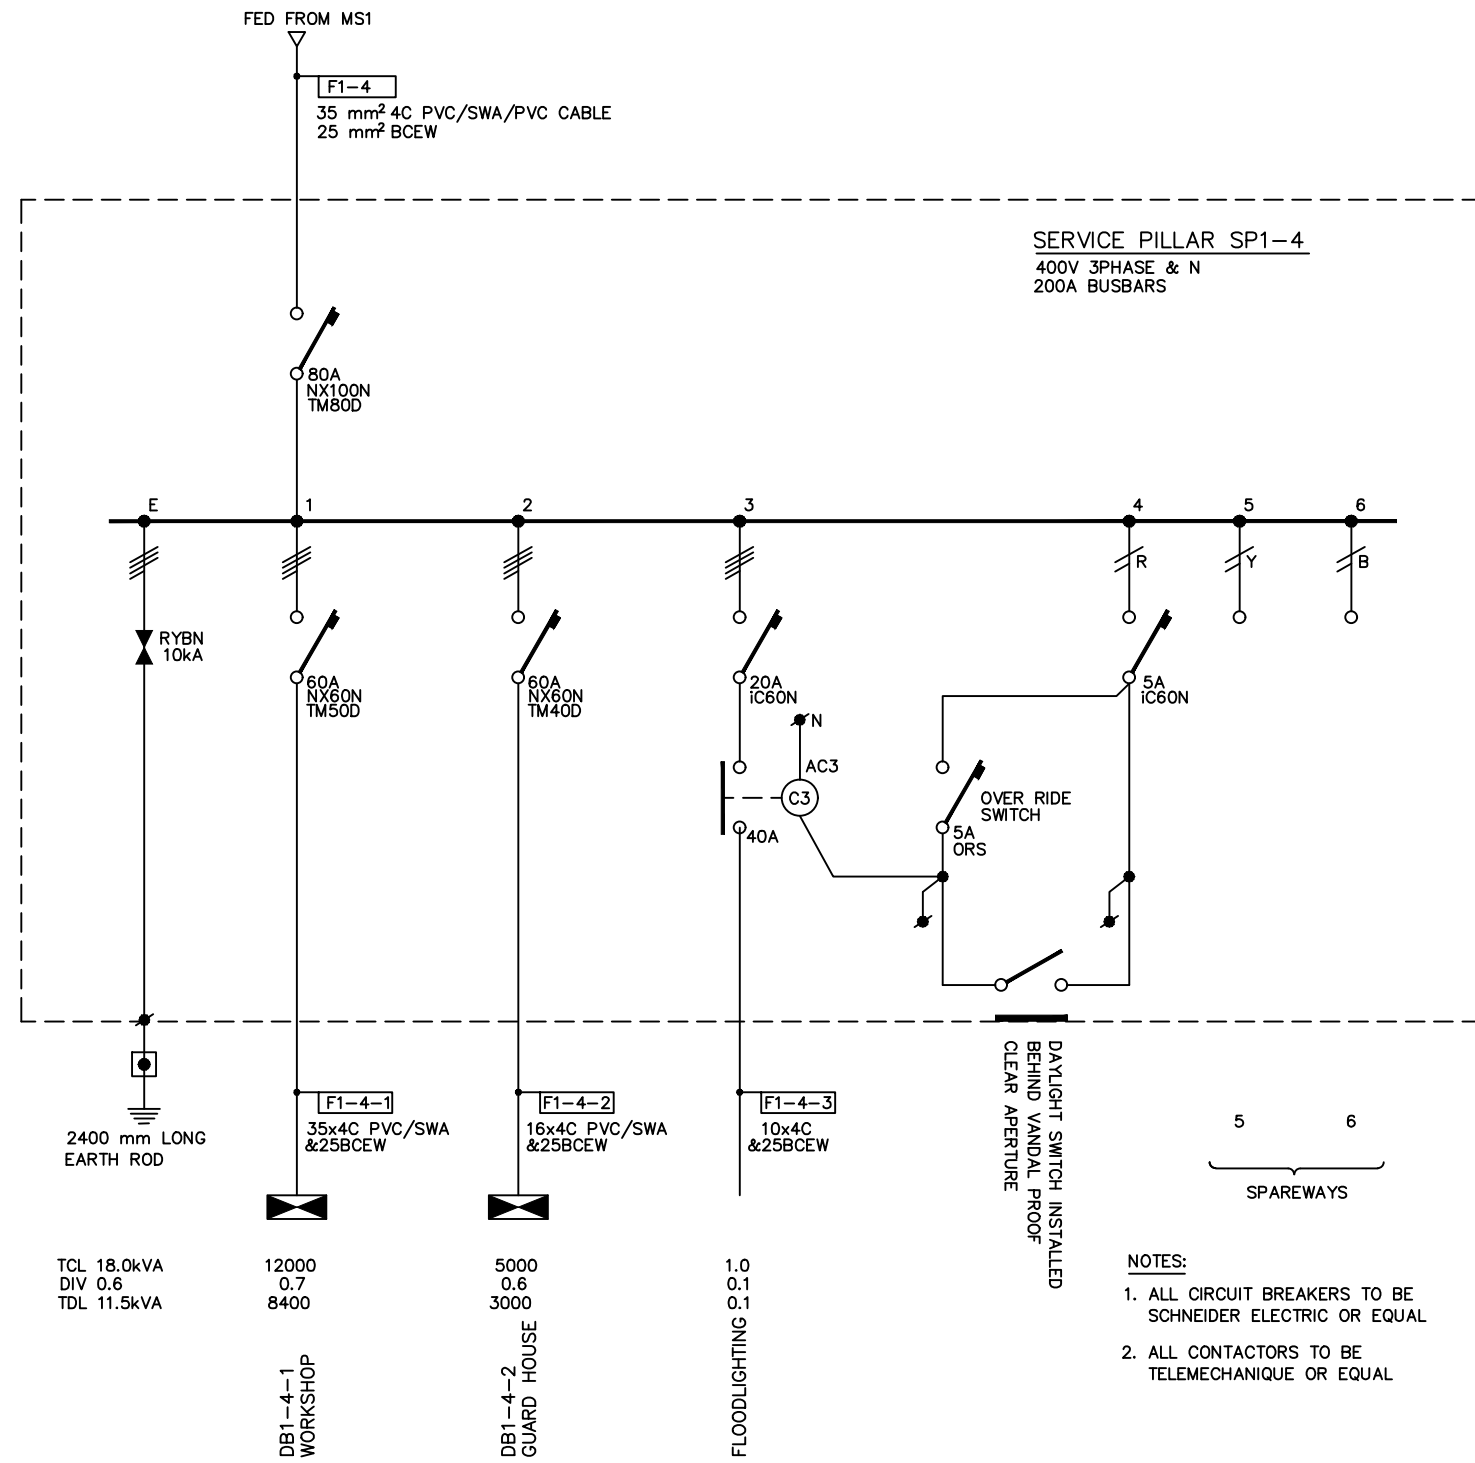 FED FROM MS1
F1-4
35 mm² 4C PVC/SWA/PVC CABLE
25 mm² BCEW
SERVICE PILLAR SP1-4
400V 3PHASE & N
200A BUSBARS
80A
NX100N
TM80D
E
1
2
3
4
5
6
R
Y
B
RYBN
10kA
60A
NX60N
TM50D
60A
NX60N
TM40D
20A
iC60N
5A
iC60N
N
AC3
C3
40A
OVER RIDE
SWITCH
5A
ORS
F1-4-1
35x4C PVC/SWA
&25BCEW
F1-4-2
16x4C PVC/SWA
&25BCEW
F1-4-3
10x4C
&25BCEW
DAYLIGHT SWITCH INSTALLED
BEHIND VANDAL PROOF
CLEAR APERTURE
2400 mm LONG
EARTH ROD
5
6
SPAREWAYS
TCL 18.0kVA
DIV 0.6
TDL 11.5kVA
12000
0.7
8400
5000
0.6
3000
1.0
0.1
0.1
DB1-4-1
WORKSHOP
DB1-4-2
GUARD HOUSE
FLOODLIGHTING
NOTES:
1. ALL CIRCUIT BREAKERS TO BE
SCHNEIDER ELECTRIC OR EQUAL
2. ALL CONTACTORS TO BE
TELEMECHANIQUE OR EQUAL